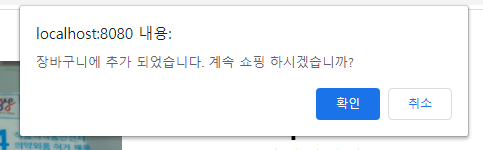 localhost:8080 내용:
장바구니에 추가 되었습니다. 계속 쇼핑 하시겠습니까?
확인
취소